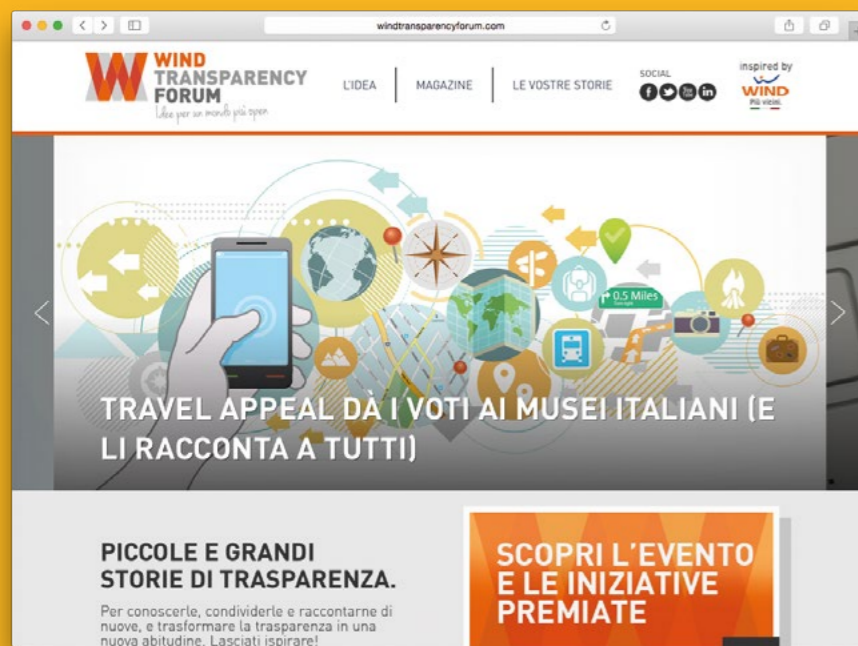 windtransparencyforum.com
WIND
TRANSPARENCY
FORUM
Idee per un mondo più open
L'IDEA
MAGAZINE
LE VOSTRE STORIE
SOCIAL
inspired by
WIND
Più vicini.
0.5 Miles
TRAVEL APPEAL DÀ I VOTI AI MUSEI ITALIANI (E
LI RACCONTA A TUTTI)
PICCOLE E GRANDI
STORIE DI TRASPARENZA.
Per conoscerle, condividerle e raccontarne di
nuove, e trasformare la trasparenza in una
nuova abitudine. Lasciati ispirare!
SCOPRI L'EVENTO
E LE INIZIATIVE
PREMIATE